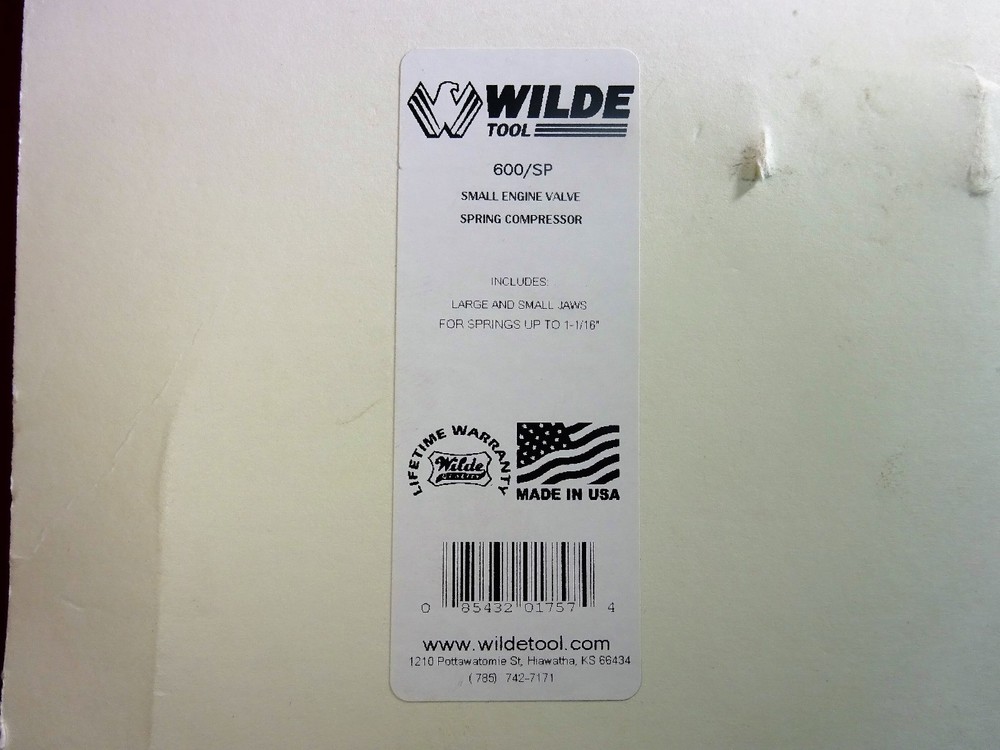 WILDE
TOOL
600/SP
SMALL ENGINE VALVE
SPRING COMPRESSOR
INCLUDES:
LARGE AND SMALL JAWS
FOR SPRINGS UP TO 1-1/16"
LIFETIME WARRANTY
Wilde
MADE IN USA
0 85432 01757 4
www.wildetool.com
1210 Pottawatomie St, Hiawatha, KS 66434
(785) 742-7171